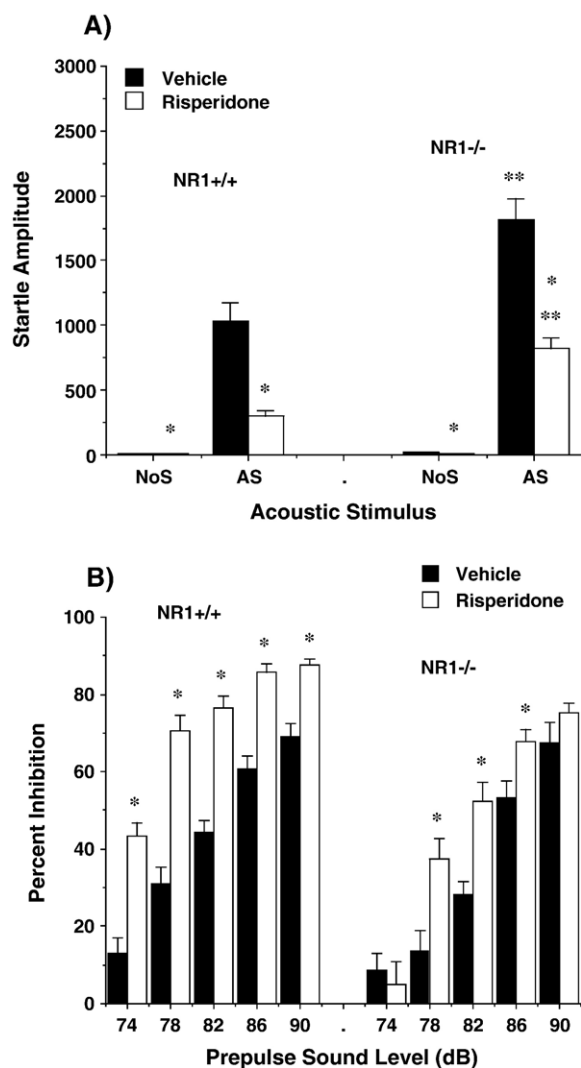 A)
3000
Vehicle
Risperidone
2500
NR1-/-
NR1+/+
**
2000
1500
*
**
1000
*
500
*
*
0
NoS AS . NoS AS
Startle Amplitude
Acoustic Stimulus
B)
Vehicle
Risperidone
100
NR1+/+
* *
NR1-/-
* *
80
*
*
60
*
*
40
20
0
74 78 82 86 90 . 74 78 82 86 90
Percent Inhibition
Prepulse Sound Level (dB)